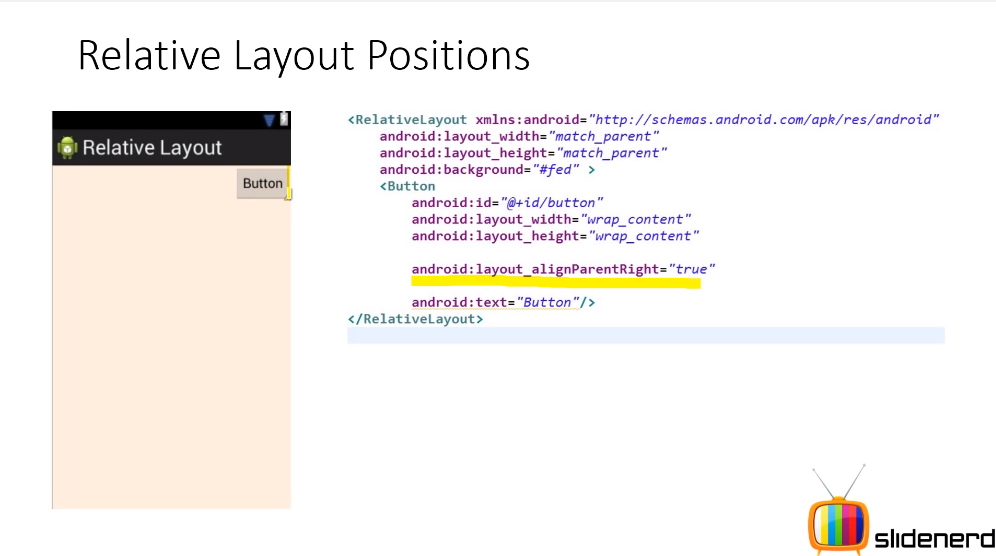 Relative Layout Positions
Relative Layout
Button
<RelativeLayout xmlns:android="http://schemas.android.com/apk/res/android"
android:layout_width="match_parent"
android:layout_height="match_parent"
android:background="#fed" >
<Button
android:id="@+id/button"
android:layout_width="wrap_content"
android:layout_height="wrap_content"
android:layout_alignParentRight="true"
android:text="Button"/>
</RelativeLayout>
slidenerd